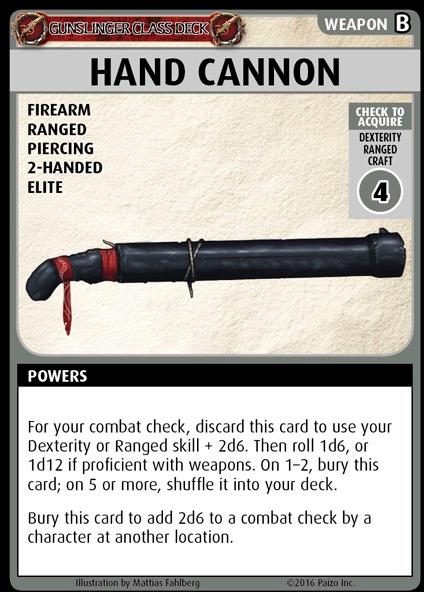 GUNSLINGER CLASS DECK
WEAPON B
HAND CANNON
FIREARM
RANGED
PIERCING
2-HANDED
ELITE
CHECK TO
ACQUIRE
DEXTERITY
RANGED
CRAFT
4
POWERS
For your combat check, discard this card to use your
Dexterity or Ranged skill + 2d6. Then roll 1d6, or
1d12 if proficient with weapons. On 1–2, bury this
card; on 5 or more, shuffle it into your deck.
Bury this card to add 2d6 to a combat check by a
character at another location.
Illustration by Mattias Fahlberg
©2016 Paizo Inc.